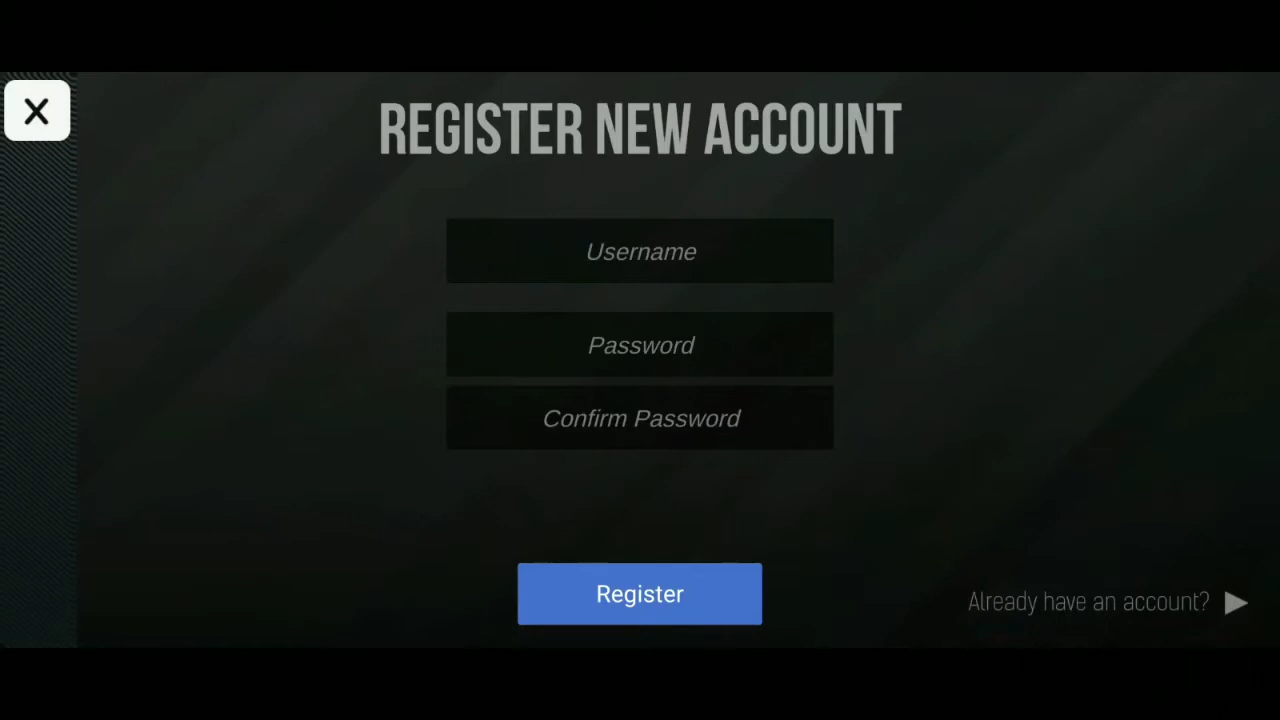 X
REGISTER NEW ACCOUNT
Username
Password
Confirm Password
Register
Already have an account?